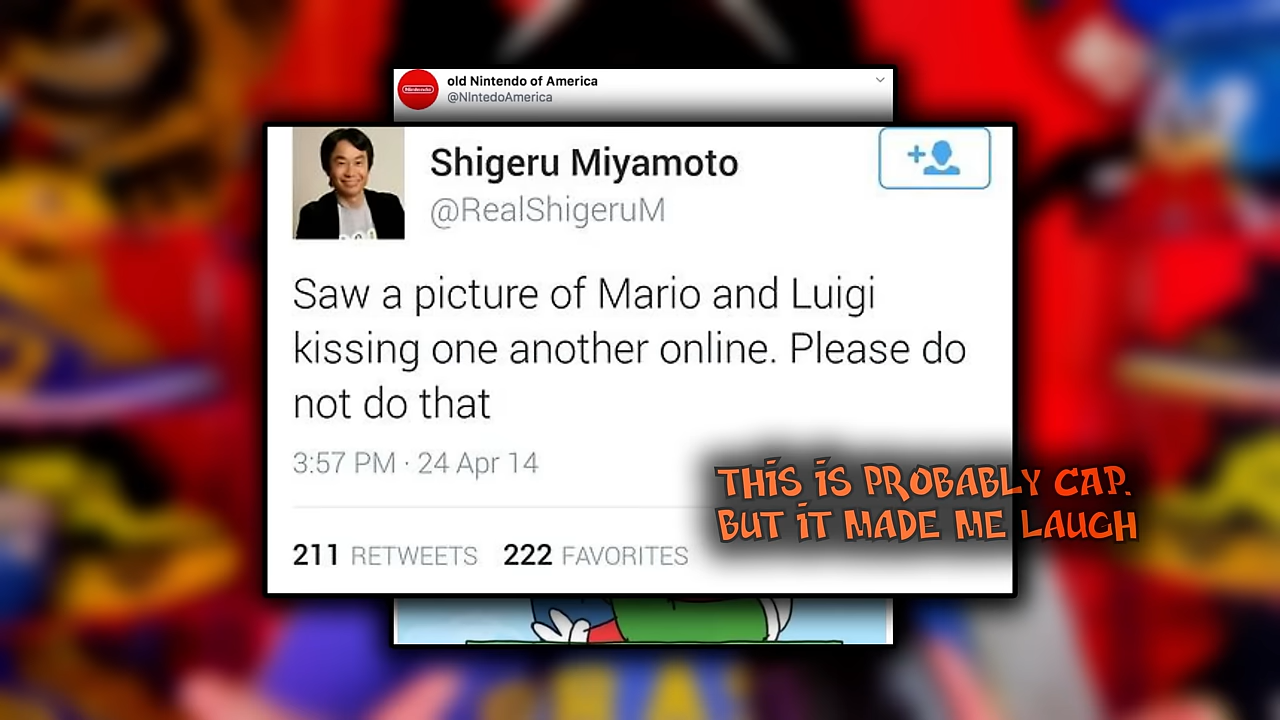 old Nintendo of America
@NIntedoAmerica
Nintendo
Shigeru Miyamoto
@RealShigeruM
Saw a picture of Mario and Luigi
kissing one another online. Please do
not do that
3:57 PM · 24 Apr 14
THIS IS PROBABLY CAP.
BUT IT MADE ME LAUGH
211 RETWEETS 222 FAVORITES